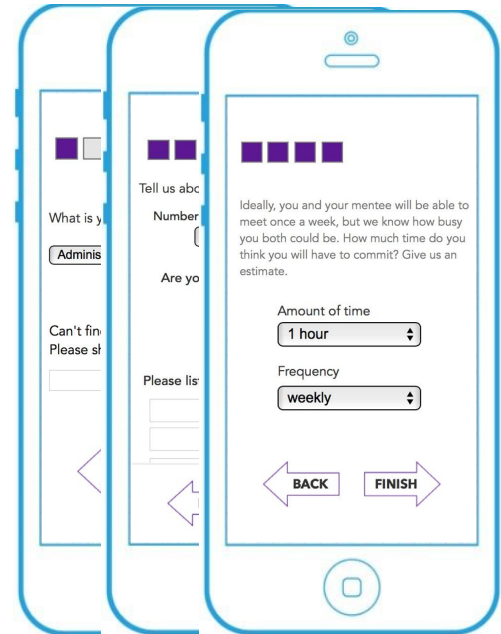 What is y
Adminis
Can't fin
Please sh
Tell us abo
Number
Are yo
Please lis
Ideally, you and your mentee will be able to
meet once a week, but we know how busy
you both could be. How much time do you
think you will have to commit? Give us an
estimate.
Amount of time
1 hour
Frequency
weekly
BACK
FINISH